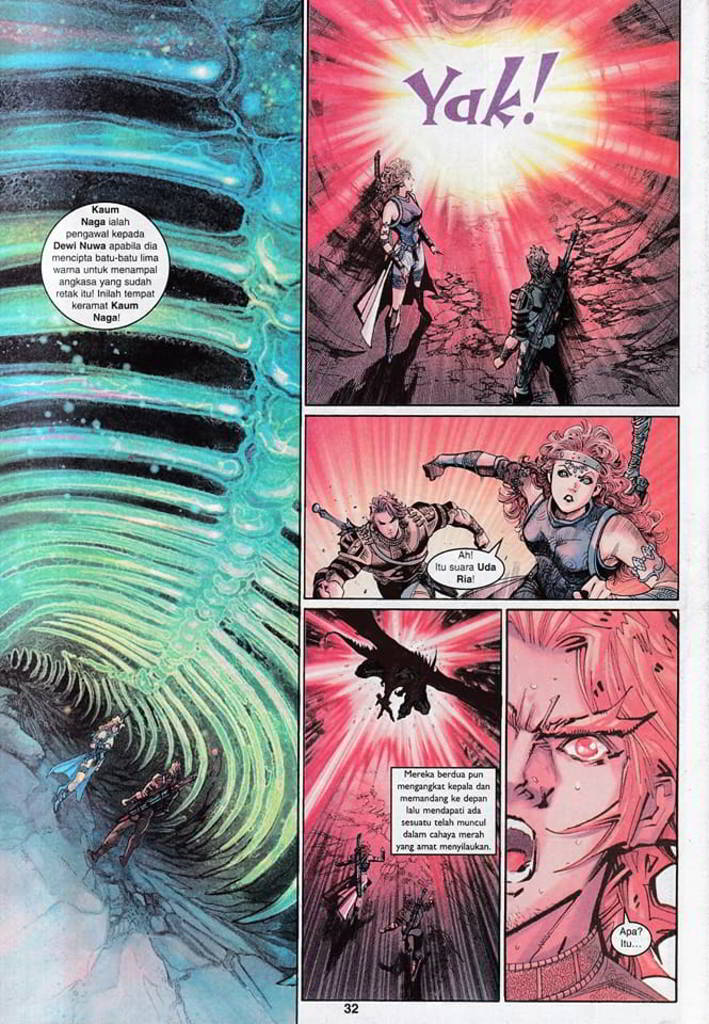 Kaum
Naga ialah
pengawal kepada
Dewi Nuwa apabila dia
mencipta batu-batu lima
warna untuk menampal
angkasa yang sudah
retak itu! Inilah tempat
keramat Kaum
Naga!
Yak!
Ah!
Itu suara Uda
Ria!
Mereka berdua pun
mengangkat kepala dan
memandang ke depan
lalu mendapati ada
sesuatu telah muncul
dalam cahaya merah
yang amat menyilaukan.
Apa?
Itu...
32